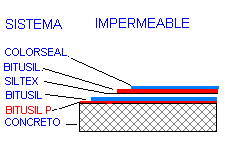 SISTEMA IMPERMEABLE
COLORSEAL
BITUSIL
SILTEX
BITUSIL
BITUSIL P
CONCRETO